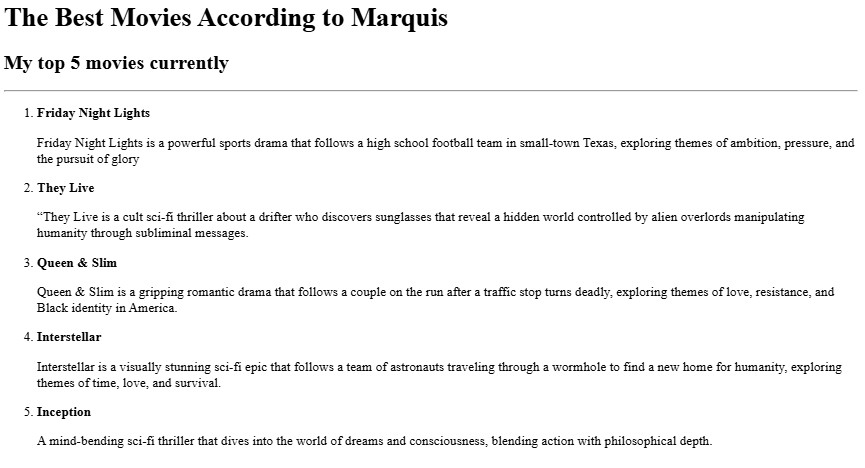 The Best Movies According to Marquis
My top 5 movies currently
1. Friday Night Lights
Friday Night Lights is a powerful sports drama that follows a high school football team in small-town Texas, exploring themes of ambition, pressure, and
the pursuit of glory
2. They Live
“They Live is a cult sci-fi thriller about a drifter who discovers sunglasses that reveal a hidden world controlled by alien overlords manipulating
humanity through subliminal messages.
3. Queen & Slim
Queen & Slim is a gripping romantic drama that follows a couple on the run after a traffic stop turns deadly, exploring themes of love, resistance, and
Black identity in America.
4. Interstellar
Interstellar is a visually stunning sci-fi epic that follows a team of astronauts traveling through a wormhole to find a new home for humanity, exploring
themes of time, love, and survival.
5. Inception
A mind-bending sci-fi thriller that dives into the world of dreams and consciousness, blending action with philosophical depth.